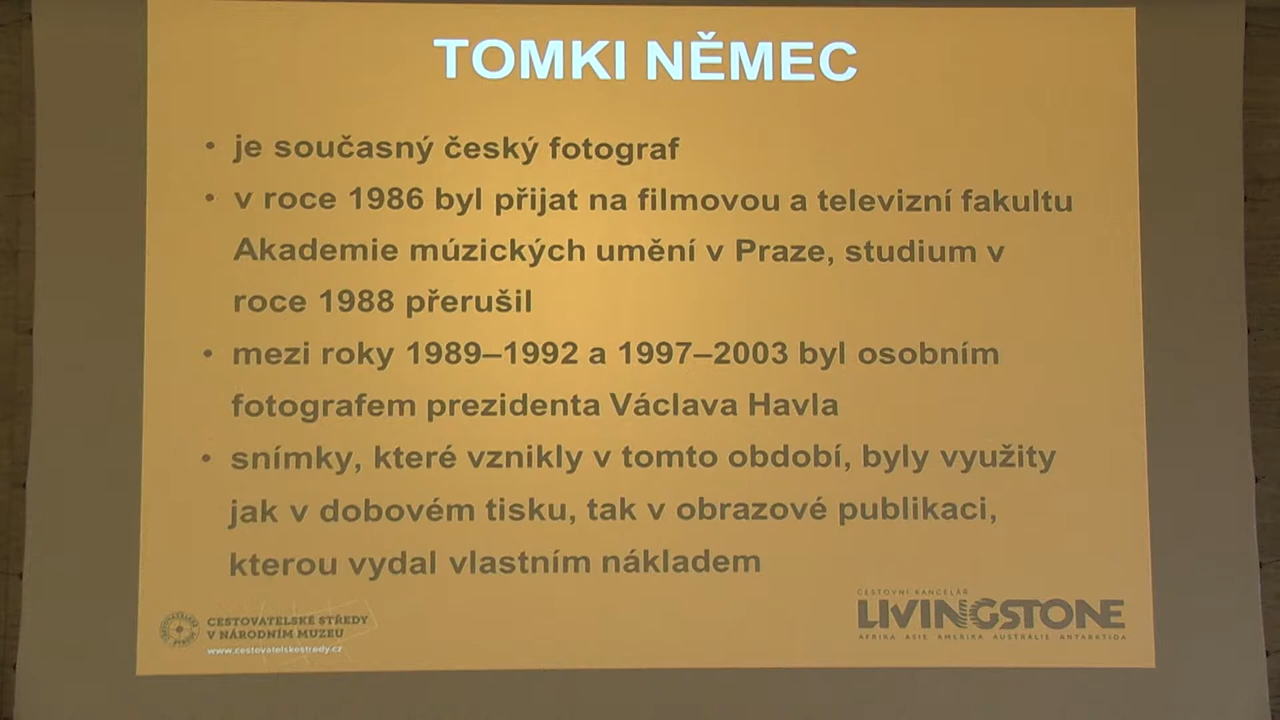 TOMKI NĚMEC
• je současný český fotograf
• v roce 1986 byl přijat na filmovou a televizní fakultu
Akademie múzických umění v Praze, studium v
roce 1988 přerušil
• mezi roky 1989–1992 a 1997–2003 byl osobním
fotografem prezidenta Václava Havla
• snímky, které vznikly v tomto období, byly využity
jak v dobovém tisku, tak v obrazové publikaci,
kterou vydal vlastním nákladem
CESTOVATELSKÉ STŘEDY
V NÁRODNÍM MUZEU
www.cestovatelskestredy.cz
CESTOVNÍ KANCELÁŘ
LIVINGSTONE
AFRIKA ASIE AMERIKA AUSTRÁLIE ANTARKTIDA